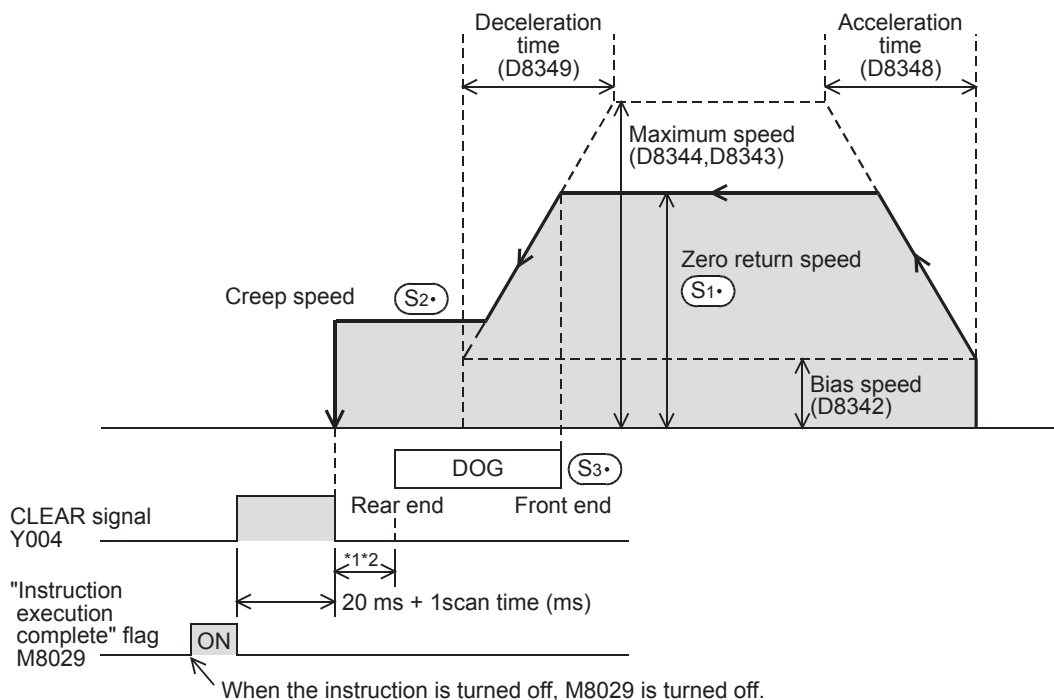 Deceleration
time
(D8349)
Acceleration
time
(D8348)
Maximum speed
(D8344,D8343)
Zero return speed
S1•
Creep speed
S2•
Bias speed
(D8342)
DOG
S3•
Rear end
Front end
CLEAR signal
Y004
*1*2
20 ms + 1scan time (ms)
"Instruction
execution
complete" flag
M8029
ON
When the instruction is turned off, M8029 is turned off.